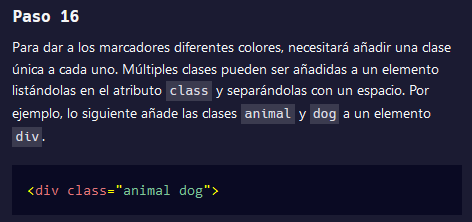 Paso 16
Para dar a los marcadores diferentes colores, necesitará añadir una clase
única a cada uno. Múltiples clases pueden ser añadidas a un elemento
listándolas en el atributo class y separándolas con un espacio. Por
ejemplo, lo siguiente añade las clases animal y dog a un elemento
div.
<div class="animal dog">